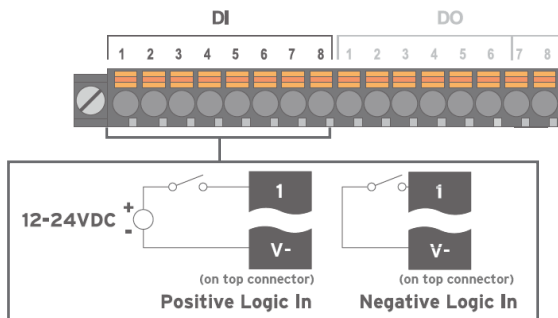 DI DO
1 2 3 4 5 6 7 8 1 2 3 4 5 6 7 8
12-24VDC + - 1 1
V- V-
(on top connector) (on top connector)
Positive Logic In Negative Logic In